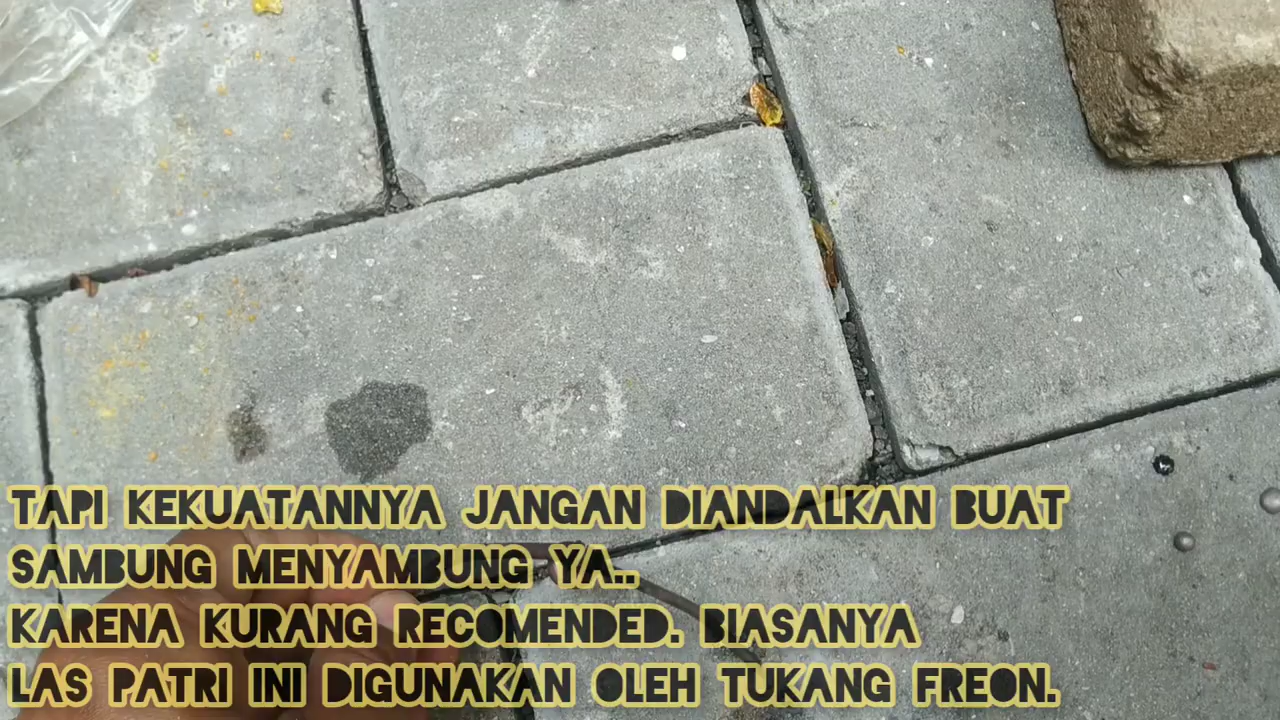 TAPI KEKUATANNYA JANGAN DIANDALKAN BUAT
SAMBUNG MENYAMBUNG YA..
KARENA KURANG RECOMENDED. BIASANYA
LAS PATRI INI DIGUNAKAN OLEH TUKANG FREON.